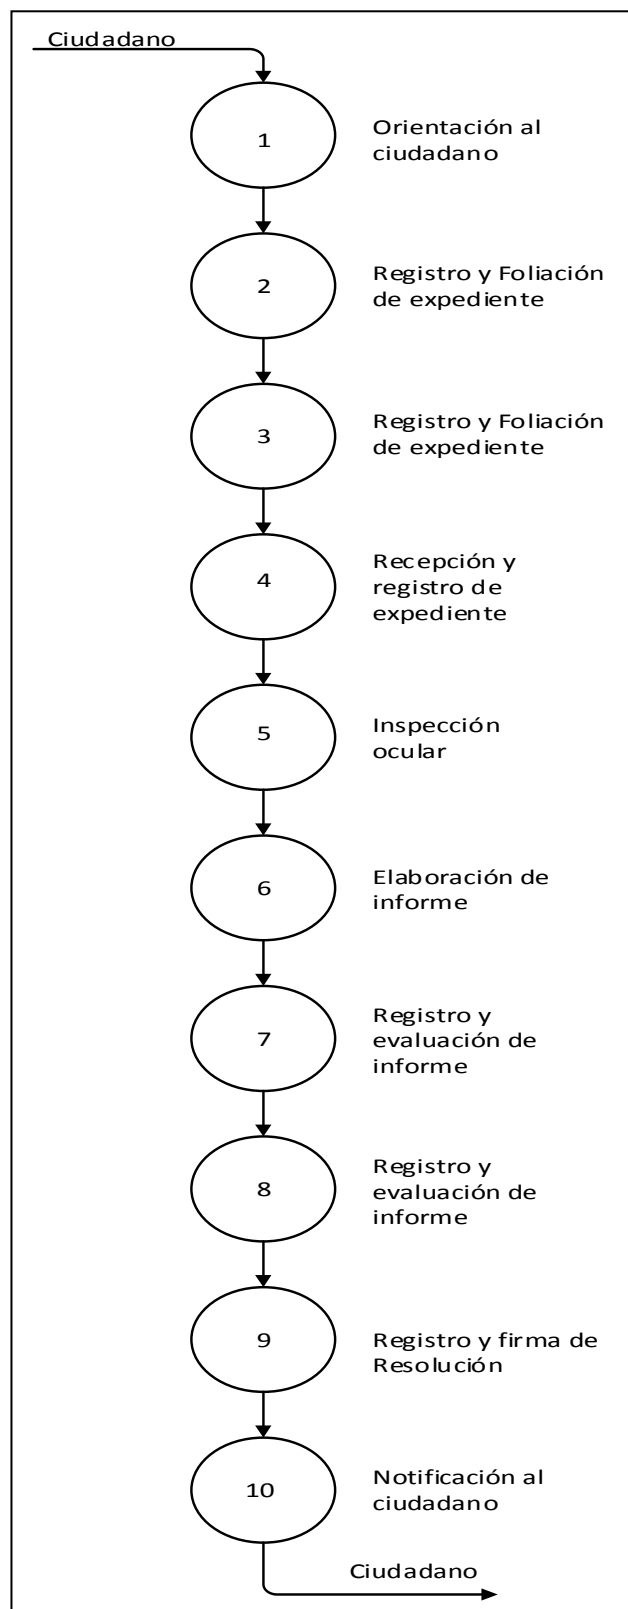 Ciudadano
1
Orientación al
ciudadano
2
Registro y Foliación
de expediente
3
Registro y Foliación
de expediente
4
Recepción y
registro de
expediente
5
Inspección
ocular
6
Elaboración de
informe
7
Registro y
evaluación de
informe
8
Registro y
evaluación de
informe
9
Registro y firma de
Resolución
10
Notificación al
ciudadano
Ciudadano